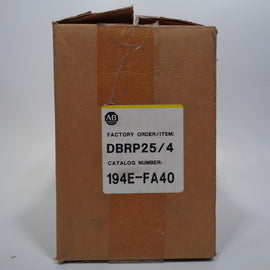 AB
FACTORY ORDER/ITEM:
DBRP25/4
CATALOG NUMBER:
194E-FA40